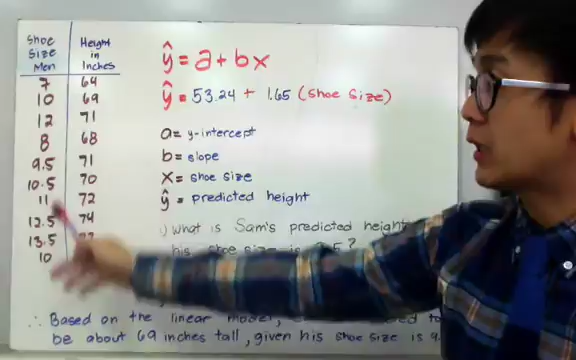 Shoe Size Men | Height in Inches
7 | 64
10 | 69
12 | 71
8 | 68
9.5 | 71
10.5 | 70
11 | 72
12.5 | 74
13.5
10
ŷ = a + bx
ŷ = 53.24 + 1.65 (shoe size)
a = y-intercept
b = slope
x = shoe size
ŷ = predicted height
1) What is Sam's predicted height
his shoe size is
∴ Based on the linear model,
be about 69 inches tall, given his shoe size is